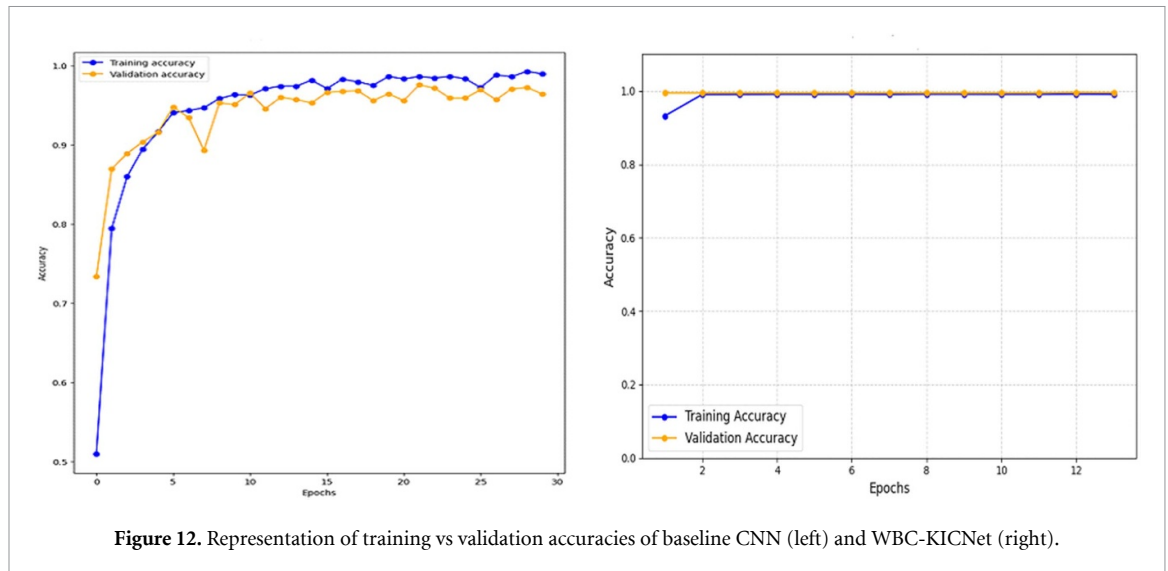 Training accuracy
Validation accuracy
1.0
0.9
0.8
0.7
0.6
0.5
Accuracy
0 5 10 15 20 25 30
Epochs
1.0
0.8
0.6
0.4
0.2
0.0
Accuracy
Training Accuracy
Validation Accuracy
2 4 6 8 10 12
Epochs
Figure 12. Representation of training vs validation accuracies of baseline CNN (left) and WBC-KICNet (right).